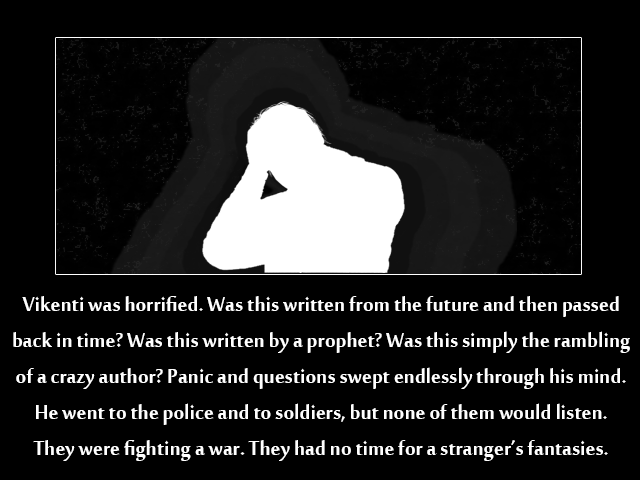 Vikenti was horrified. Was this written from the future and then passed
back in time? Was this written by a prophet? Was this simply the rambling
of a crazy author? Panic and questions swept endlessly through his mind.
He went to the police and to soldiers, but none of them would listen.
They were fighting a war. They had no time for a stranger’s fantasies.